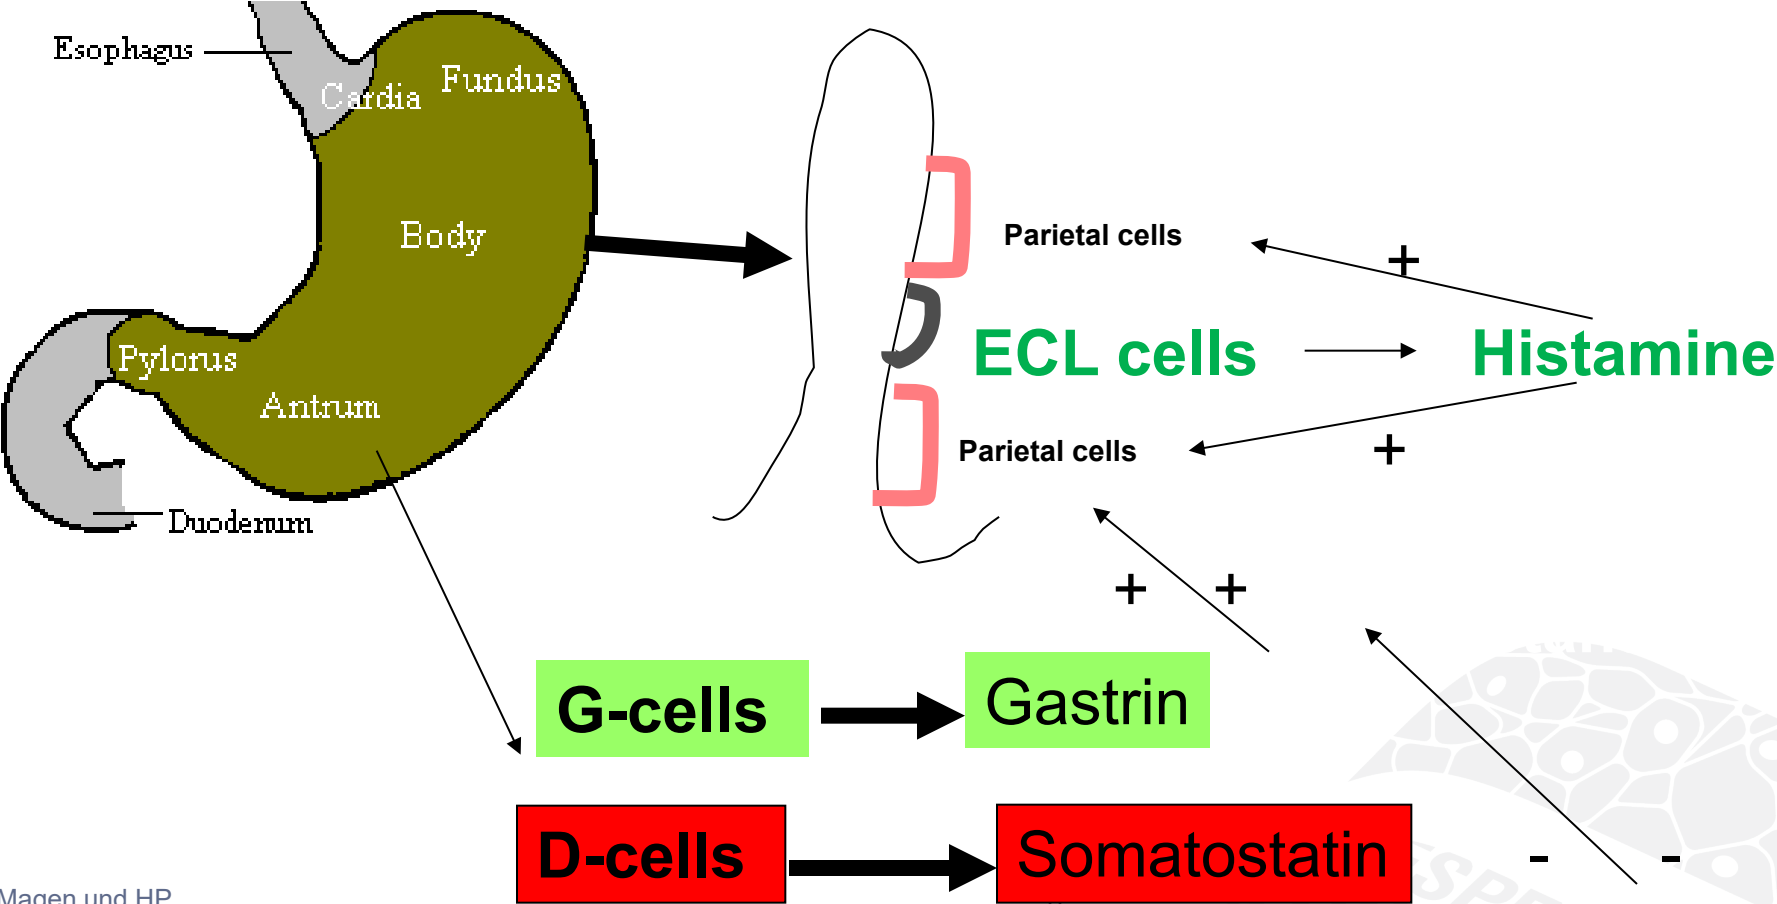 Esophagus
Cardia
Fundus
Body
Pylorus
Antrum
Duodenum
Parietal cells
+
ECL cells
Histamine
+
Parietal cells
+ +
G-cells
Gastrin
D-cells
Somatostatin
- -
Magen und HP